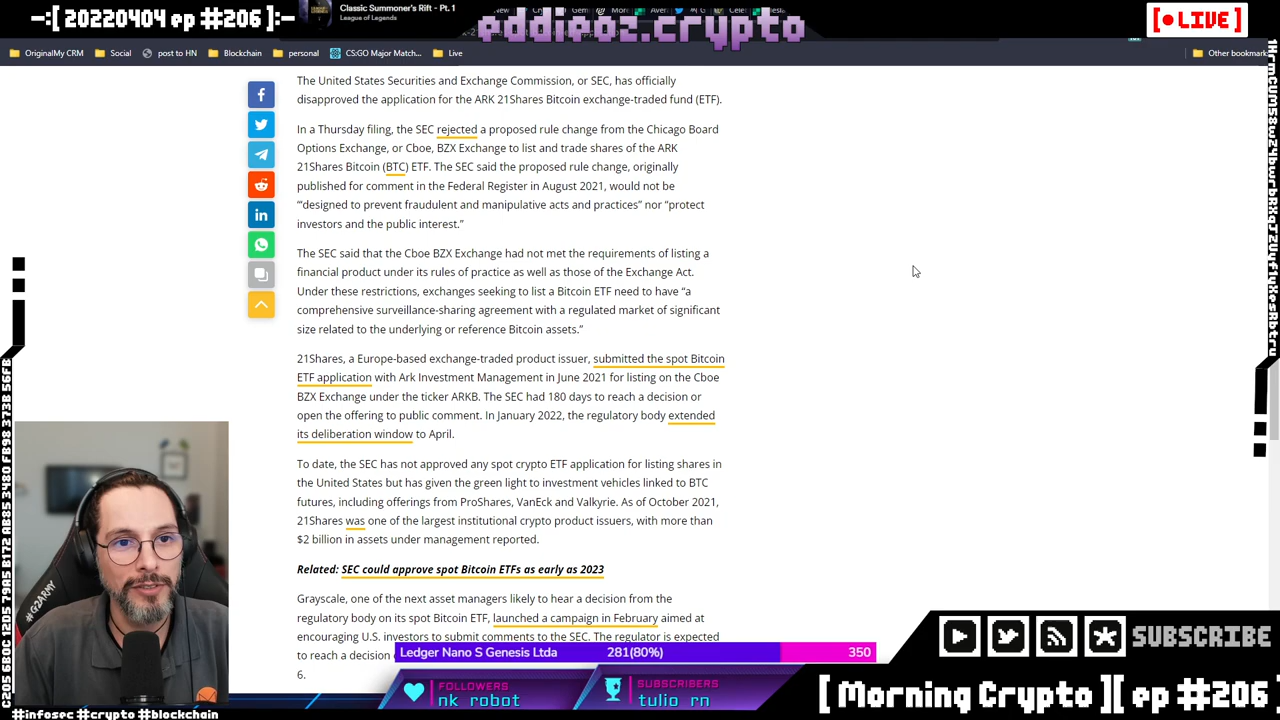 -:[ 20220404 ep #206 ]:-
Classic Summoner's Rift - Pt. 1
League of Legends
eddieoz.crypto
[ LIVE ]
OriginalMy CRM
Social
post to HN
Blockchain
personal
CS:GO Major Match...
Live
Other bookmark
The United States Securities and Exchange Commission, or SEC, has officially
disapproved the application for the ARK 21Shares Bitcoin exchange-traded fund (ETF).
In a Thursday filing, the SEC rejected a proposed rule change from the Chicago Board
Options Exchange, or Cboe, BZX Exchange to list and trade shares of the ARK
21Shares Bitcoin (BTC) ETF. The SEC said the proposed rule change, originally
published for comment in the Federal Register in August 2021, would not be
“‘designed to prevent fraudulent and manipulative acts and practices” nor “protect
investors and the public interest.”
The SEC said that the Cboe BZX Exchange had not met the requirements of listing a
financial product under its rules of practice as well as those of the Exchange Act.
Under these restrictions, exchanges seeking to list a Bitcoin ETF need to have “a
comprehensive surveillance-sharing agreement with a regulated market of significant
size related to the underlying or reference Bitcoin assets.”
21Shares, a Europe-based exchange-traded product issuer, submitted the spot Bitcoin
ETF application with Ark Investment Management in June 2021 for listing on the Cboe
BZX Exchange under the ticker ARKB. The SEC had 180 days to reach a decision or
open the offering to public comment. In January 2022, the regulatory body extended
its deliberation window to April.
To date, the SEC has not approved any spot crypto ETF application for listing shares in
the United States but has given the green light to investment vehicles linked to BTC
futures, including offerings from ProShares, VanEck and Valkyrie. As of October 2021,
21Shares was one of the largest institutional crypto product issuers, with more than
$2 billion in assets under management reported.
Related: SEC could approve spot Bitcoin ETFs as early as 2023
Grayscale, one of the next asset managers likely to hear a decision from the
regulatory body on its spot Bitcoin ETF, launched a campaign in February aimed at
encouraging U.S. investors to submit comments to the SEC. The regulator is expected
to reach a decision
6.
#G2ARMY
Ledger Nano S Genesis Ltda 281(80%) 350
FOLLOWERS
nk robot
SUBSCRIBERS
tulio rn
SUBSCRIBE
[ Morning Crypto ][ ep #206 ]
#infosec #crypto #blockchain